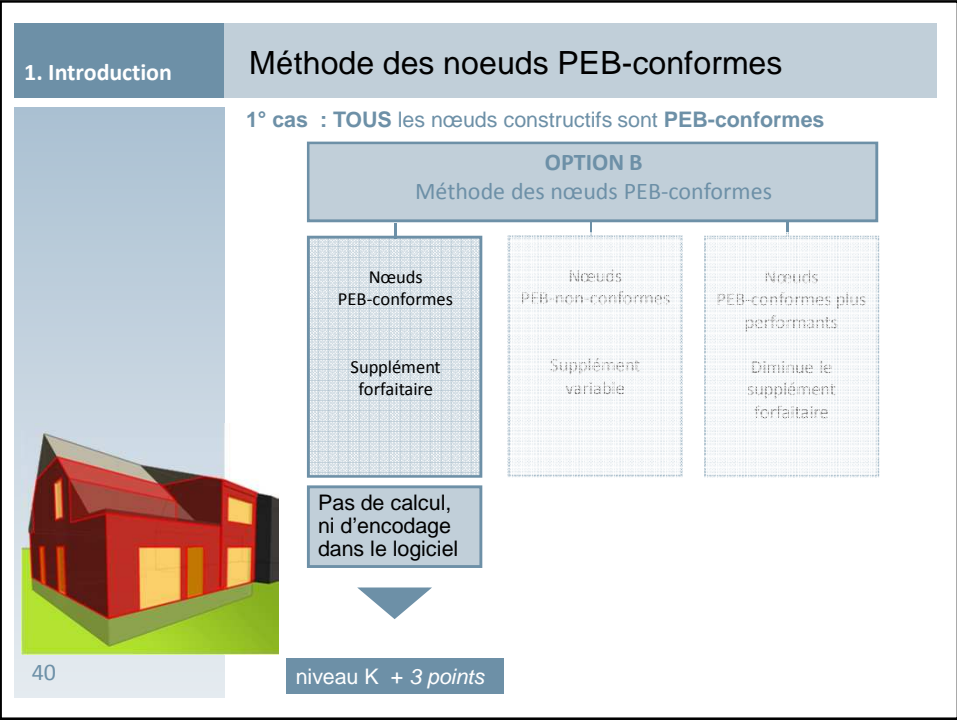 1. Introduction
Méthode des noeuds PEB-conformes
1° cas : TOUS les nœuds constructifs sont PEB-conformes
OPTION B
Méthode des nœuds PEB-conformes
Nœuds
PEB-conformes
Supplément
forfaitaire
Nœuds
PEB-non-conformes
Supplément
variable
Nœuds
PEB-conformes plus
performants
Diminue le
supplément
forfaitaire
Pas de calcul,
ni d'encodage
dans le logiciel
niveau K + 3 points
40